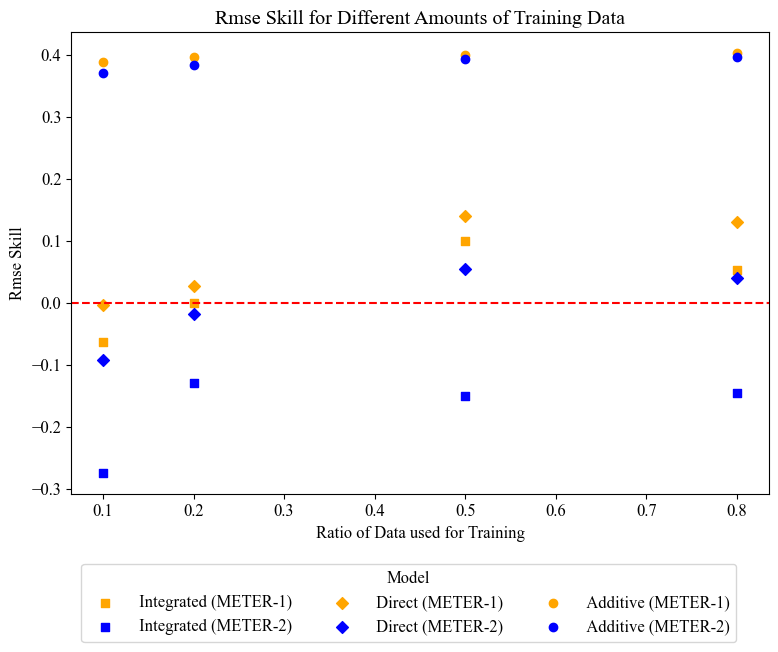 Rmse Skill for Different Amounts of Training Data
Rmse Skill
0.4
0.3
0.2
0.1
0.0
−0.1
−0.2
−0.3
0.1 0.2 0.3 0.4 0.5 0.6 0.7 0.8
Ratio of Data used for Training
Model
Integrated (METER-1) Direct (METER-1) Additive (METER-1)
Integrated (METER-2) Direct (METER-2) Additive (METER-2)